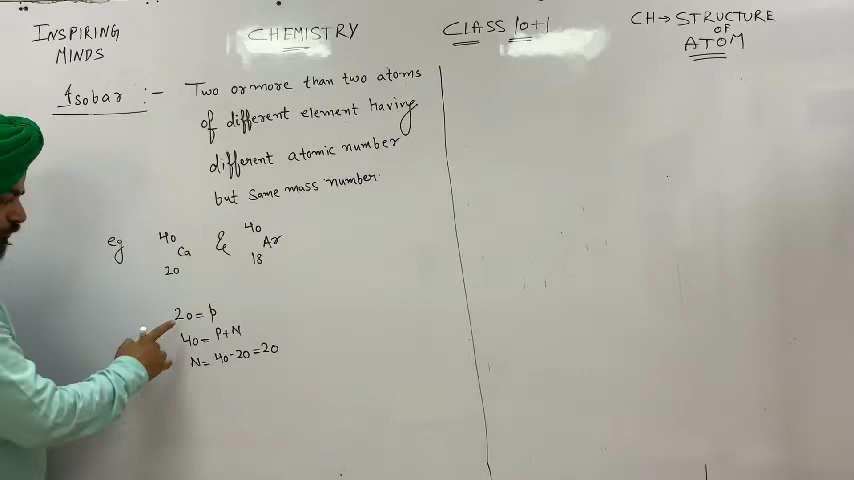 INSPIRING
MINDS
CHEMISTRY
CLASS 10+1
CH→ STRUCTURE
OF
ATOM
Isobar :- Two or more than two atoms
of different element having
different atomic number
but same mass number.
eg 40 Ca 20 & 40 Ar 18
20 = p
40 = P+N
N = 40-20 = 20